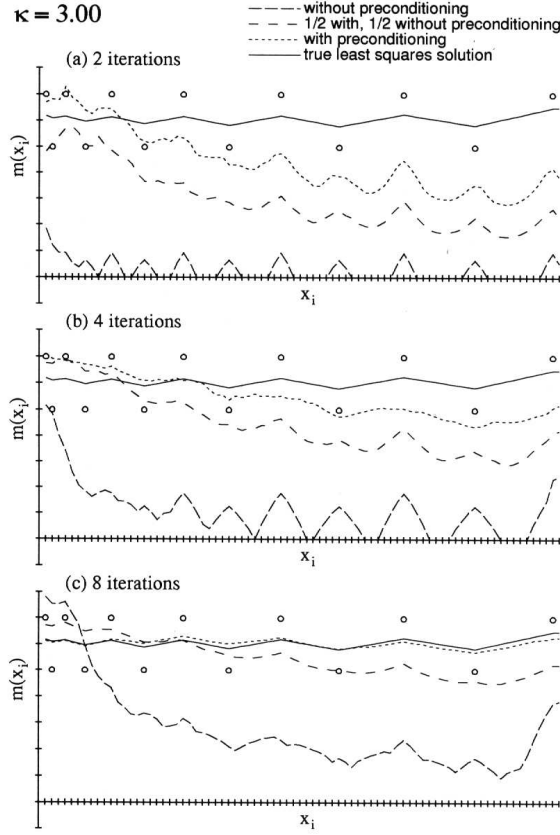 κ = 3.00
without preconditioning
1/2 with, 1/2 without preconditioning
with preconditioning
true least squares solution
(a) 2 iterations
m(xᵢ)
xᵢ
(b) 4 iterations
m(xᵢ)
xᵢ
(c) 8 iterations
m(xᵢ)
xᵢ